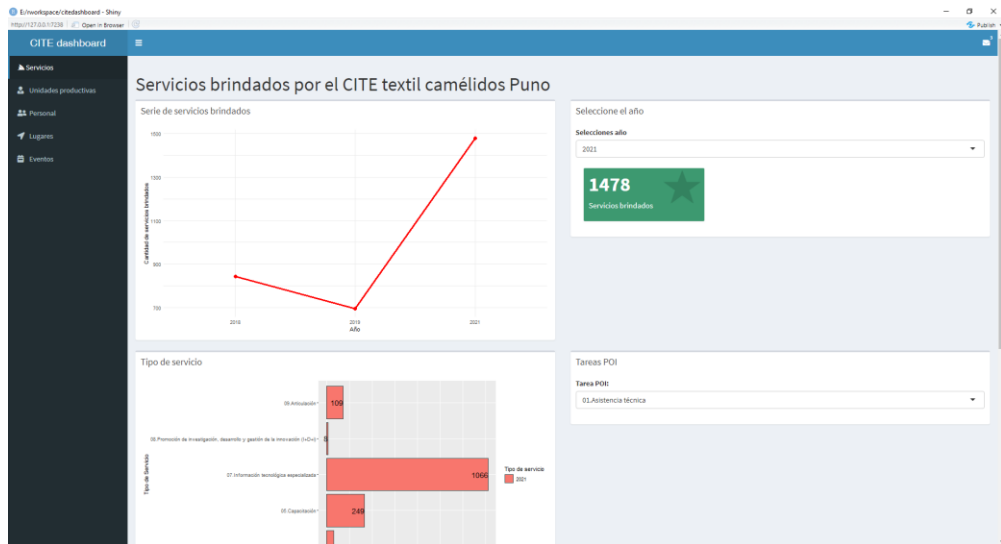 E:/rworkspace/citedashboard - Shiny
http://127.0.0.1:7238 Open in Browser Publish
CITE dashboard
Servicios
Unidades productivas
Personal
Lugares
Eventos
Servicios brindados por el CITE textil camélidos Puno
Serie de servicios brindados
1500
1300
1100
900
700
Cantidad de servicios brindados
2018 2019 2021
Año
Seleccione el año
Selecciones año
2021
1478
Servicios brindados
Tipo de servicio
Tipo de Servicio
09.Articulación 109
08.Promoción de investigación, desarrollo y gestión de la innovación (I+D+i)
07.Información tecnológica especializada 1066
05.Capacitación 249
Tipo de servicio
2021
Tareas POI
Tarea POI:
01.Asistencia técnica